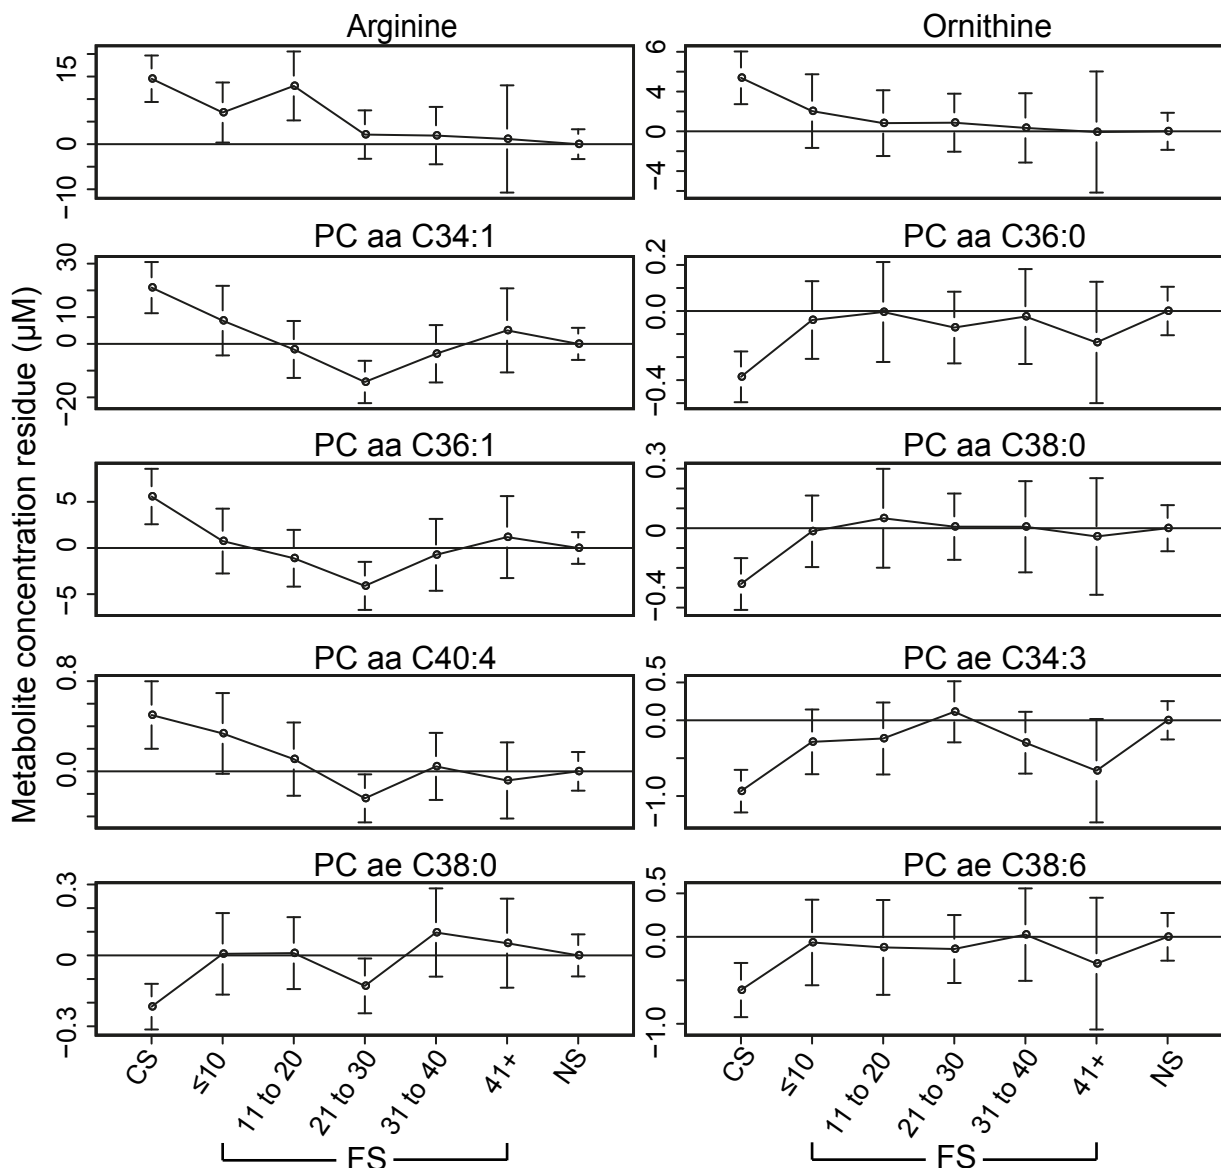 Arginine
Ornithine
15
0
−10
6
4
0
−4
PC aa C34:1
PC aa C36:0
30
10
0
−20
0.2
0.0
−0.4
PC aa C36:1
PC aa C38:0
5
0
−5
0.3
0
−0.4
PC aa C40:4
PC ae C34:3
0.8
0.0
0.5
0.0
−1.0
PC ae C38:0
PC ae C38:6
0.3
0
−0.3
0.5
0.0
−1.0
Metabolite concentration residue (μM)
CS
≤10
11 to 20
21 to 30
31 to 40
41+
NS
CS
≤10
11 to 20
21 to 30
31 to 40
41+
NS
FS
FS